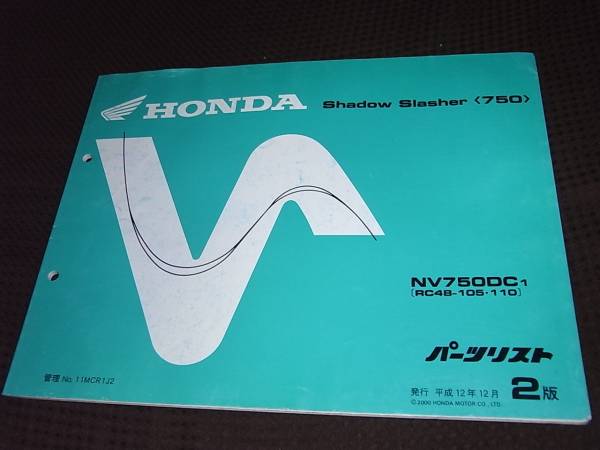 HONDA
Shadow Slasher〈750〉
NV750DC1
〔RC48-105・110〕
パーツリスト
管理 No. 11MCR1J2
発行 平成12年12月 2版
© 2000 HONDA MOTOR CO., LTD.